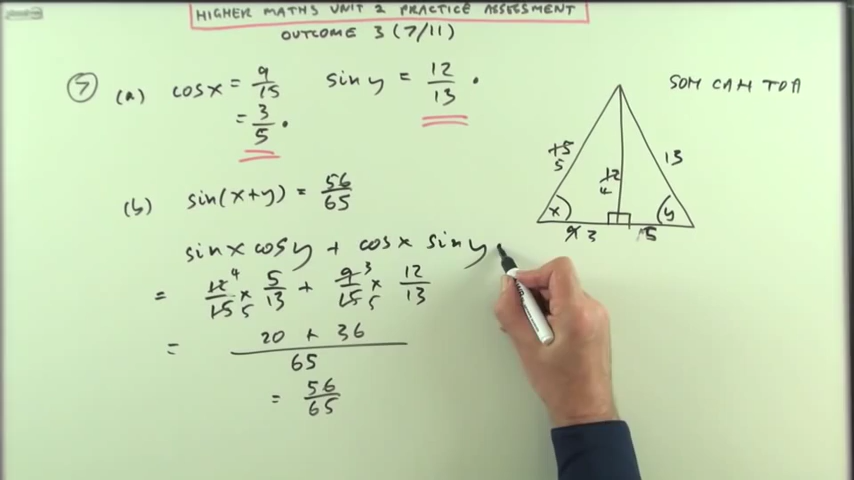 HIGHER MATHS UNIT 2 PRACTICE ASSESSMENT
OUTCOME 3 (7/11)
7 (a) cos x = 9/15 sin y = 12/13 .
= 3/5 .
SOH CAH TOA
15 5
12 4
13
x y
9 3 5
(b) sin(x+y) = 56/65
sin x cos y + cos x sin y
= 12 4/15 5 × 5/13 + 9 3/15 5 × 12/13
= 20 + 36/65
= 56/65